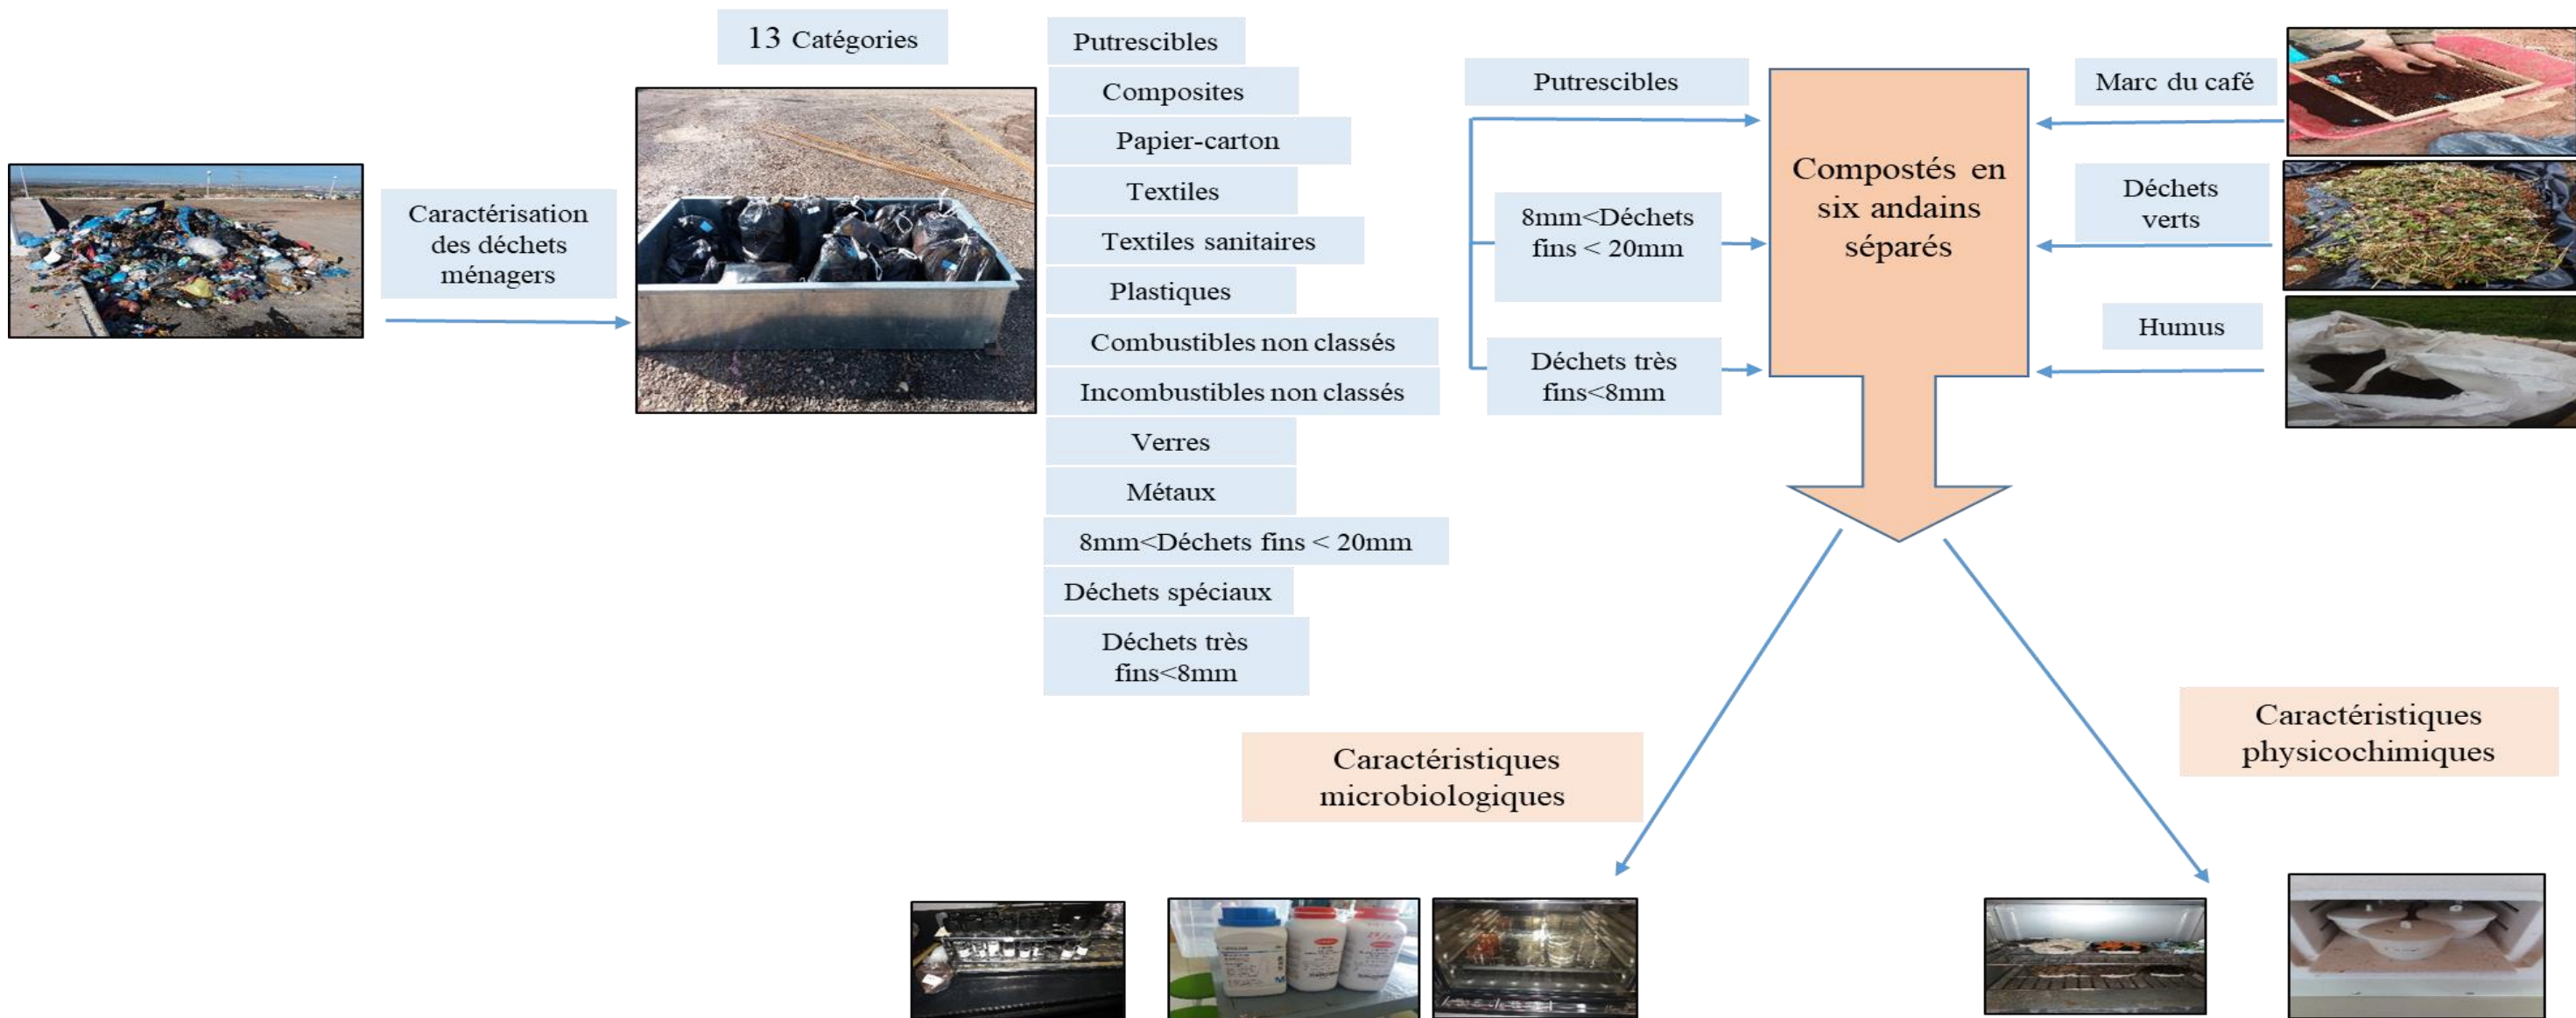 13 Catégories
Caractérisation
des déchets
ménagers
Putrescibles
Composites
Papier-carton
Textiles
Textiles sanitaires
Plastiques
Combustibles non classés
Incombustibles non classés
Verres
Métaux
8mm<Déchets fins < 20mm
Déchets spéciaux
Déchets très
fins<8mm
Putrescibles
8mm<Déchets
fins < 20mm
Déchets très
fins<8mm
Compostés en
six andains
séparés
Marc du café
Déchets
verts
Humus
Caractéristiques
microbiologiques
Caractéristiques
physicochimiques